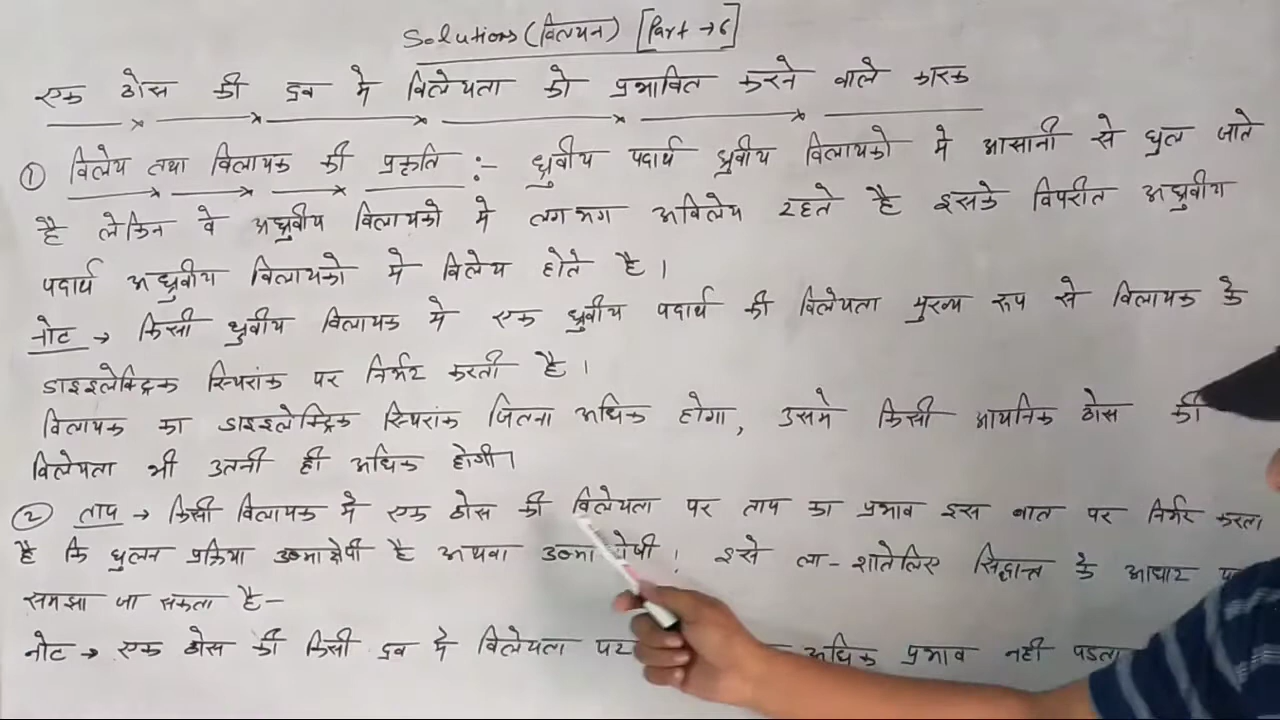 Solutions (विलयन) [Part → 6]
एक ठोस की द्रव मे विलेयता को प्रभावित करने वाले कारक
① विलेय तथा विलायक की प्रकृति :- ध्रुवीय पदार्थ ध्रुवीय विलायको मे आसानी से घुल जाते
है लेकिन वे अध्रुवीय विलायको मे लगभग अविलेय रहते है इसके विपरीत अध्रुवीय
पदार्थ अध्रुवीय विलायको मे विलेय होते है।
नोट → किसी ध्रुवीय विलायक मे एक ध्रुवीय पदार्थ की विलेयता मुख्य रूप से विलायक के
डाइइलेक्ट्रिक स्थिरांक पर निर्भर करती है।
विलायक का डाइइलेक्ट्रिक स्थिरांक जितना अधिक होगा, उसमे किसी आयनिक ठोस की
विलेयता भी उतनी ही अधिक होगी।
② ताप → किसी विलायक मे एक ठोस की विलेयता पर ताप का प्रभाव इस बात पर निर्भर करता
है कि घुलन प्रक्रिया ऊष्माक्षेपी है अथवा । इसे ला-शातेलिए सिद्धान्त के आधार
समझा जा सकता है-
नोट → एक ठोस की किसी द्रव मे विलेयता पर अधिक प्रभाव नही पडता